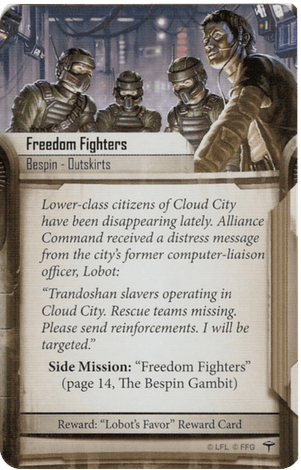 Freedom Fighters
Bespin - Outskirts
Lower-class citizens of Cloud City
have been disappearing lately. Alliance
Command received a distress message
from the city's former computer-liaison
officer, Lobot:
"Trandoshan slavers operating in
Cloud City. Rescue teams missing.
Please send reinforcements. I will be
targeted."
Side Mission: "Freedom Fighters"
(page 14, The Bespin Gambit)
Reward: "Lobot's Favor" Reward Card
© LFL © FFG